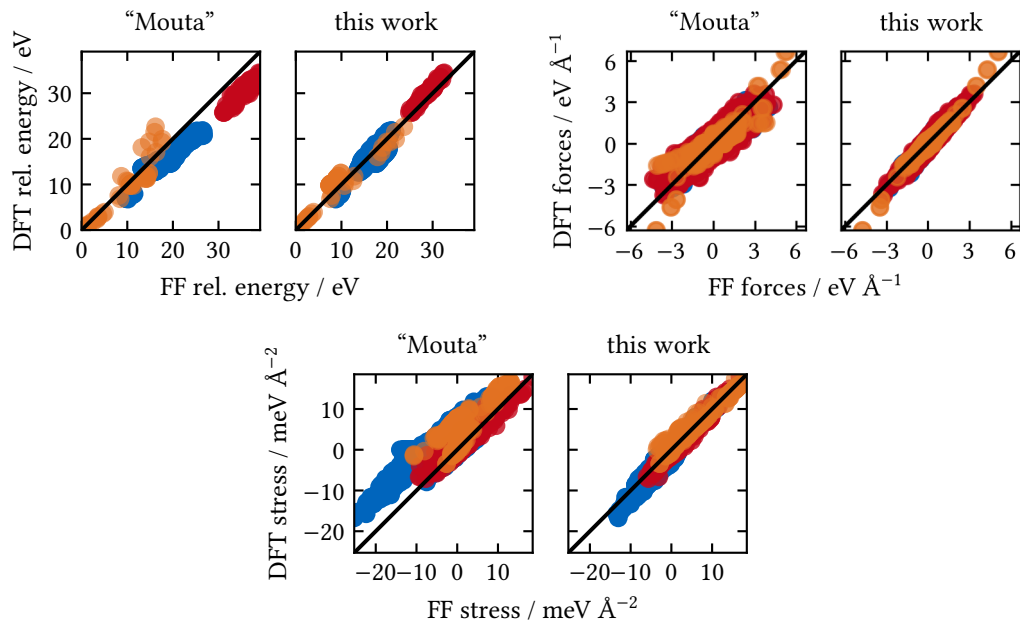 “Mouta” this work
DFT rel. energy / eV
30
20
10
0
0 10 20 30 0 10 20 30
FF rel. energy / eV
“Mouta” this work
DFT forces / eV Å⁻¹
6
3
0
−3
−6
−6 −3 0 3 6 −6 −3 0 3 6
FF forces / eV Å⁻¹
“Mouta” this work
DFT stress / meV Å⁻²
10
0
−10
−20
−20 −10 0 10 −20 −10 0 10
FF stress / meV Å⁻²